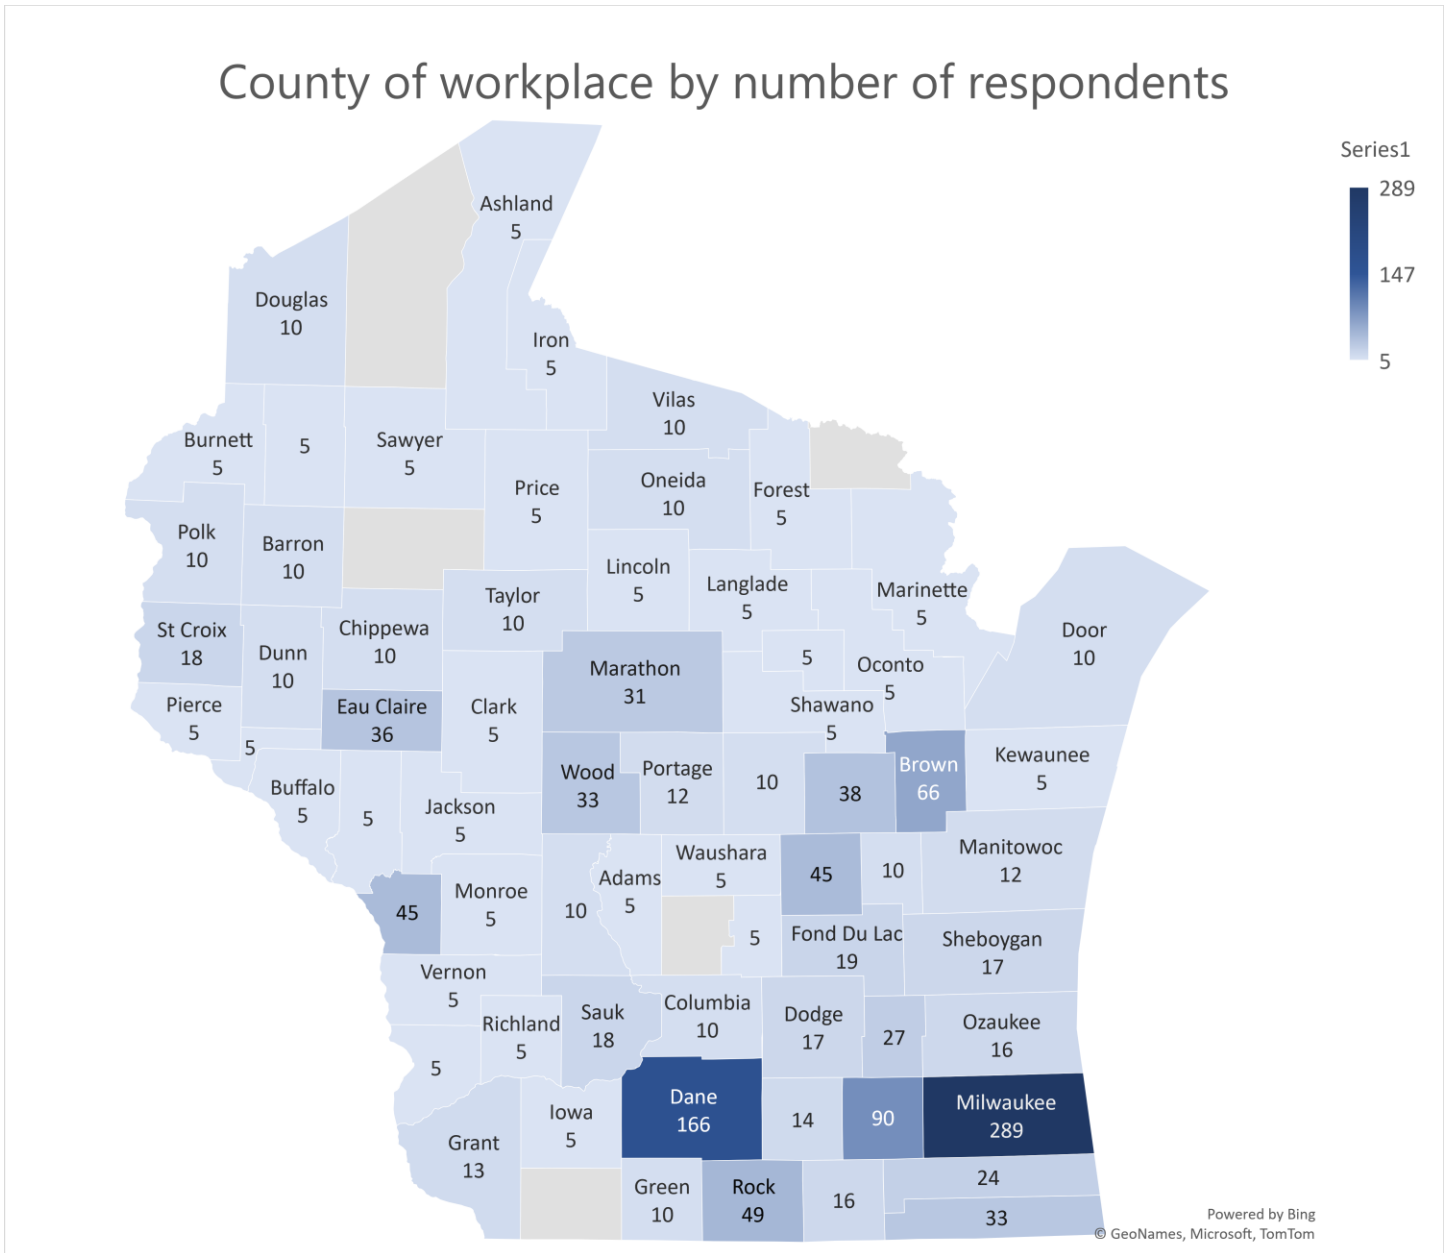 County of workplace by number of respondents
Series1
289
147
5
Ashland
5
Douglas
10
Iron
5
Vilas
10
Burnett
5
5
Sawyer
5
Price
5
Oneida
10
Forest
5
Polk
10
Barron
10
Lincoln
5
Langlade
5
Marinette
5
Taylor
10
St Croix
18
Dunn
10
Chippewa
10
Door
10
Marathon
31
5
Oconto
5
Pierce
5
Eau Claire
36
Clark
5
Shawano
5
5
Buffalo
5
5
Jackson
5
Wood
33
Portage
12
10
38
Brown
66
Kewaunee
5
45
Monroe
5
10
Adams
5
Waushara
5
45
10
Manitowoc
12
5
Fond Du Lac
19
Sheboygan
17
Vernon
5
Richland
5
Sauk
18
Columbia
10
Dodge
17
27
Ozaukee
16
5
Grant
13
Iowa
5
Dane
166
14
90
Milwaukee
289
Green
10
Rock
49
16
24
33
Powered by Bing
© GeoNames, Microsoft, TomTom